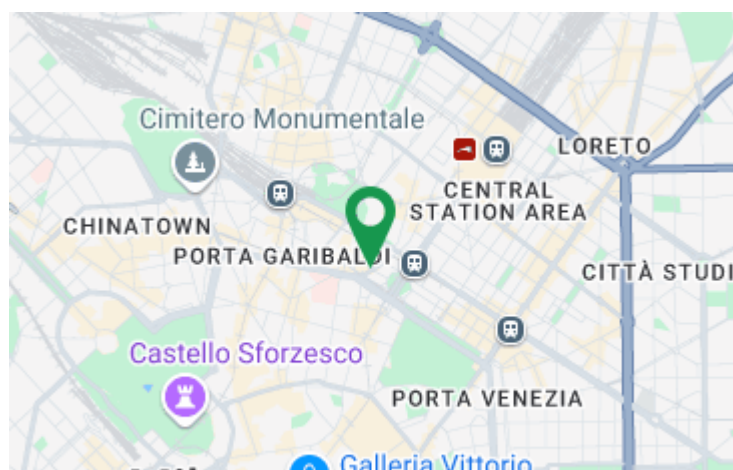 Cimitero Monumentale
LORETO
CENTRAL
STATION AREA
CHINATOWN
PORTA GARIBALDI
CITTÀ STUDI
Castello Sforzesco
PORTA VENEZIA
Galleria Vittorio